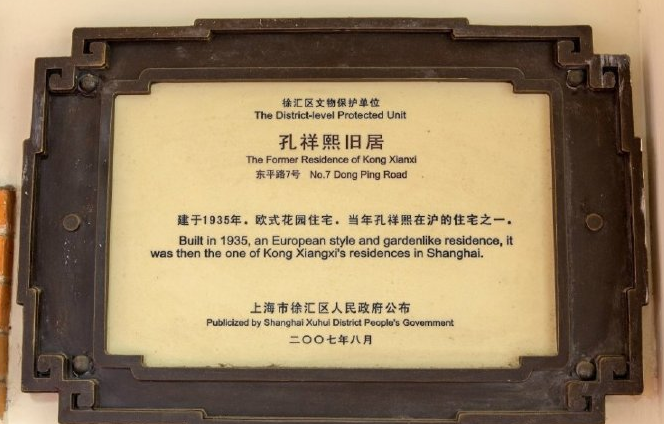 徐汇区文物保护单位
The District-level Protected Unit
孔祥熙旧居
The Former Residence of Kong Xianxi
东平路7号 No.7 Dong Ping Road
建于1935年。欧式花园住宅。当年孔祥熙在沪的住宅之一。
Built in 1935, an European style and gardenlike residence, it
was then the one of Kong Xiangxi's residences in Shanghai.
上海市徐汇区人民政府公布
Publicized by Shanghai Xuhui District People's Government
二〇〇七年八月